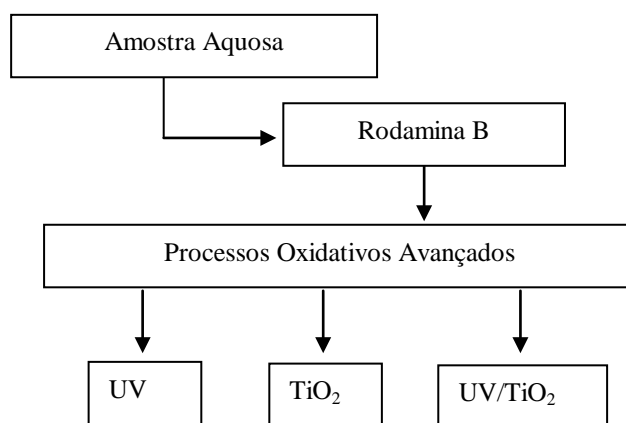 Amostra Aquosa
Rodamina B
Processos Oxidativos Avançados
UV
TiO₂
UV/TiO₂